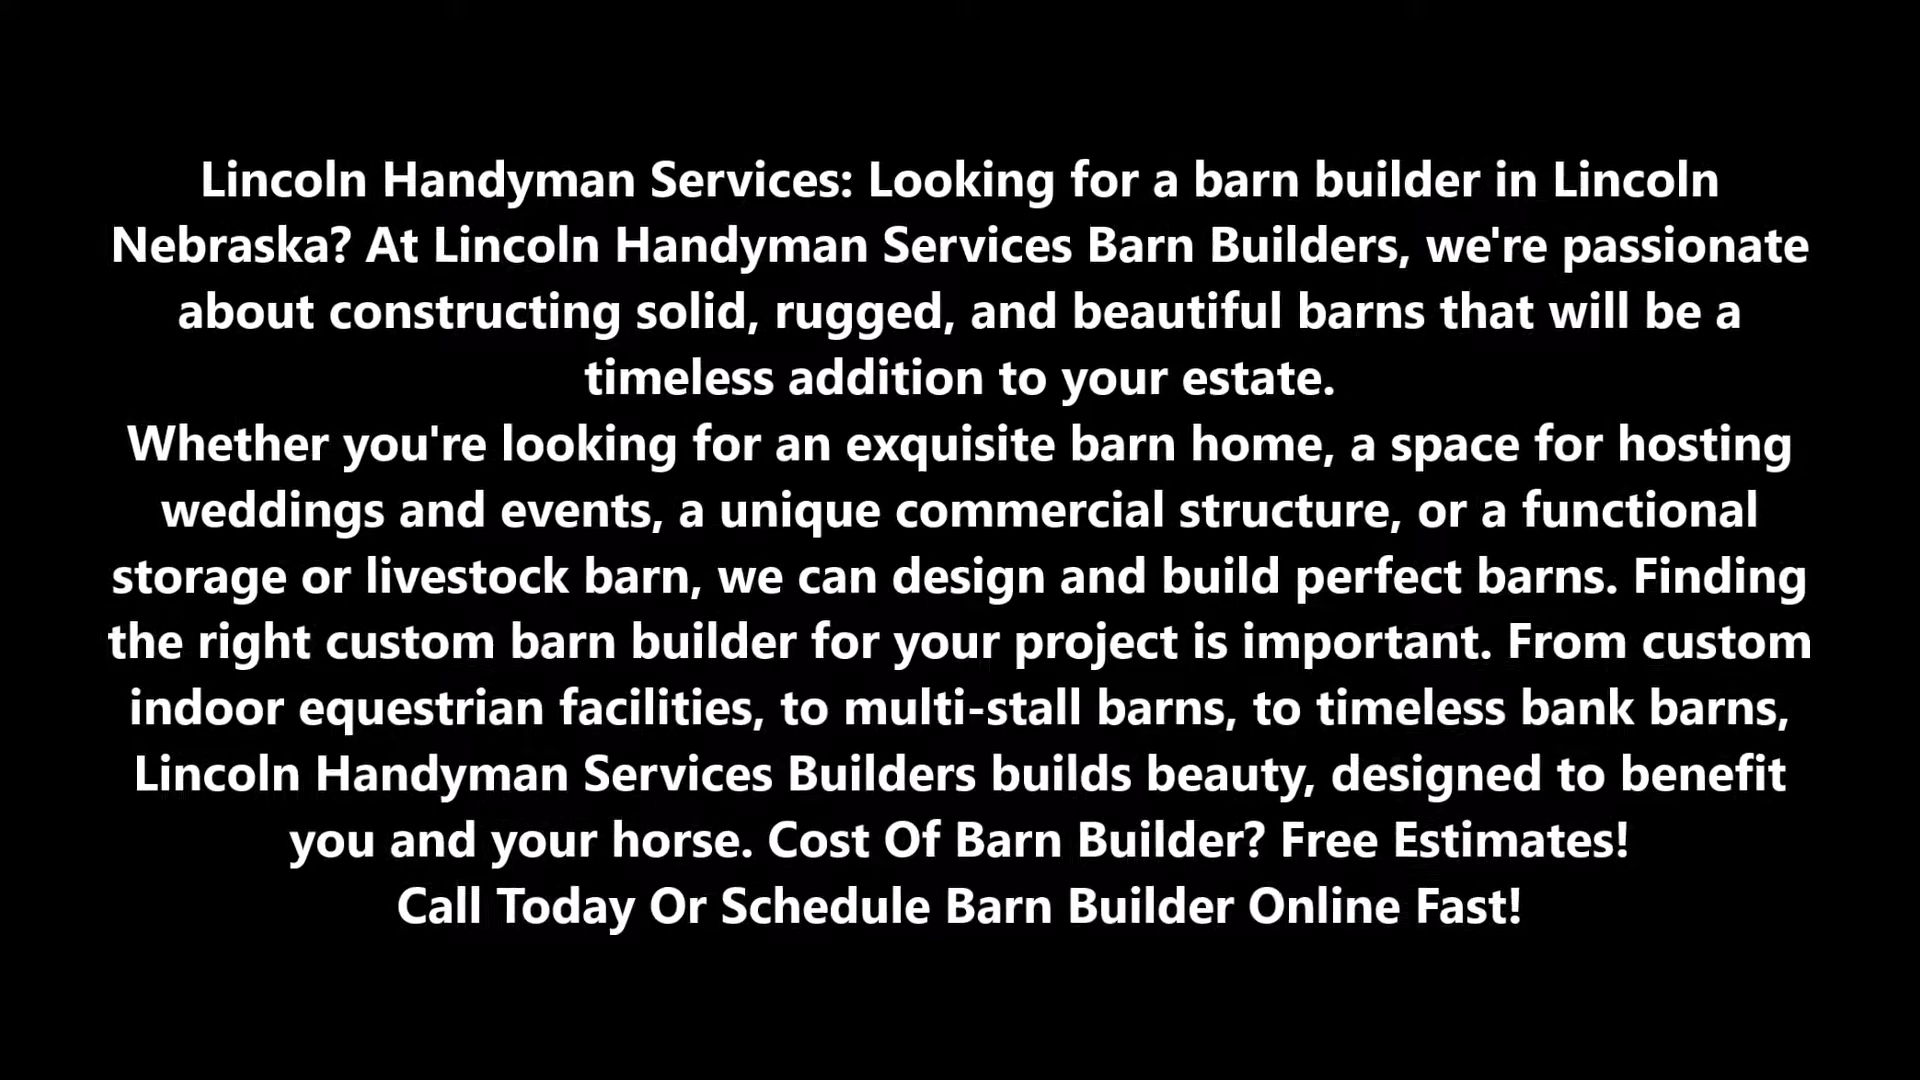 Lincoln Handyman Services: Looking for a barn builder in Lincoln
Nebraska? At Lincoln Handyman Services Barn Builders, we're passionate
about constructing solid, rugged, and beautiful barns that will be a
timeless addition to your estate.
Whether you're looking for an exquisite barn home, a space for hosting
weddings and events, a unique commercial structure, or a functional
storage or livestock barn, we can design and build perfect barns. Finding
the right custom barn builder for your project is important. From custom
indoor equestrian facilities, to multi-stall barns, to timeless bank barns,
Lincoln Handyman Services Builders builds beauty, designed to benefit
you and your horse. Cost Of Barn Builder? Free Estimates!
Call Today Or Schedule Barn Builder Online Fast!